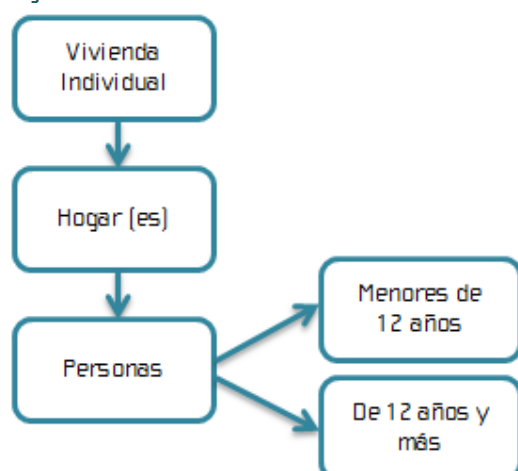 Vivienda
Individual
Hogar (es)
Personas
Menores de
12 años
De 12 años y
más